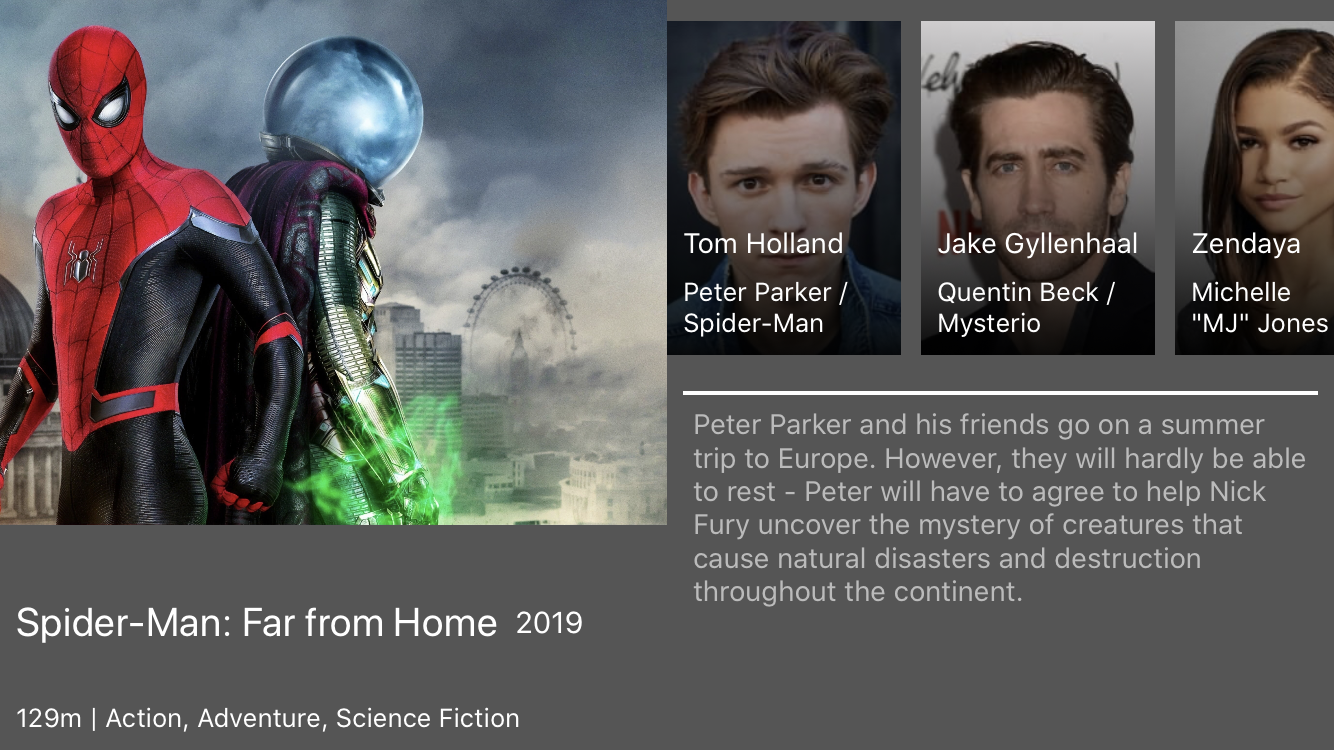 Tom Holland
Peter Parker /
Spider-Man
Jake Gyllenhaal
Quentin Beck /
Mysterio
Zendaya
Michelle
"MJ" Jones
Peter Parker and his friends go on a summer
trip to Europe. However, they will hardly be able
to rest - Peter will have to agree to help Nick
Fury uncover the mystery of creatures that
cause natural disasters and destruction
throughout the continent.
Spider-Man: Far from Home 2019
129m | Action, Adventure, Science Fiction